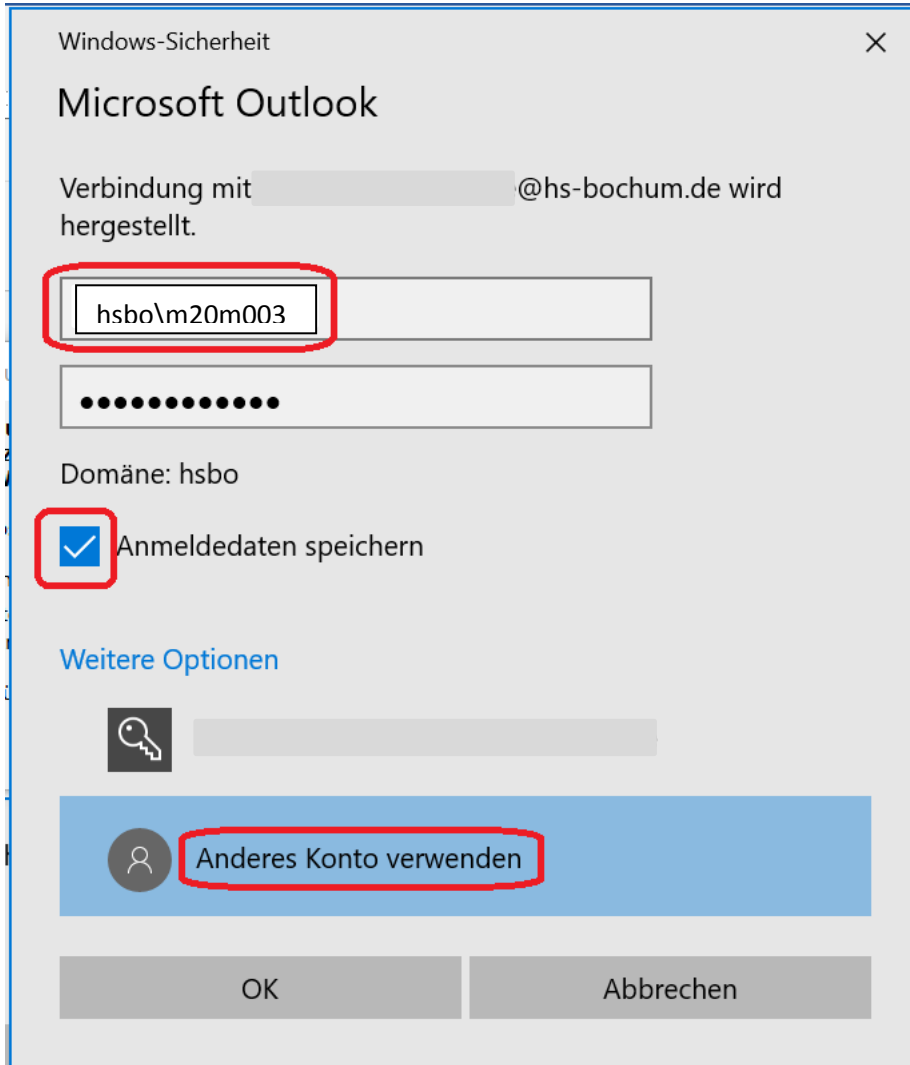 Windows-Sicherheit
Microsoft Outlook
Verbindung mit @hs-bochum.de wird
hergestellt.
hsbo\m20m003
●●●●●●●●●●●●
Domäne: hsbo
Anmeldedaten speichern
Weitere Optionen
Anderes Konto verwenden
OK Abbrechen